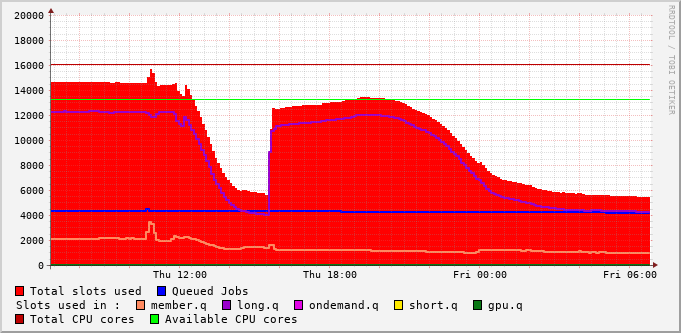 20000
18000
16000
14000
12000
10000
8000
6000
4000
2000
0
Thu 12:00 Thu 18:00 Fri 00:00 Fri 06:00
RRDTOOL / TOBI OETIKER
Total slots used Queued Jobs
Slots used in : member.q long.q ondemand.q short.q gpu.q
Total CPU cores Available CPU cores